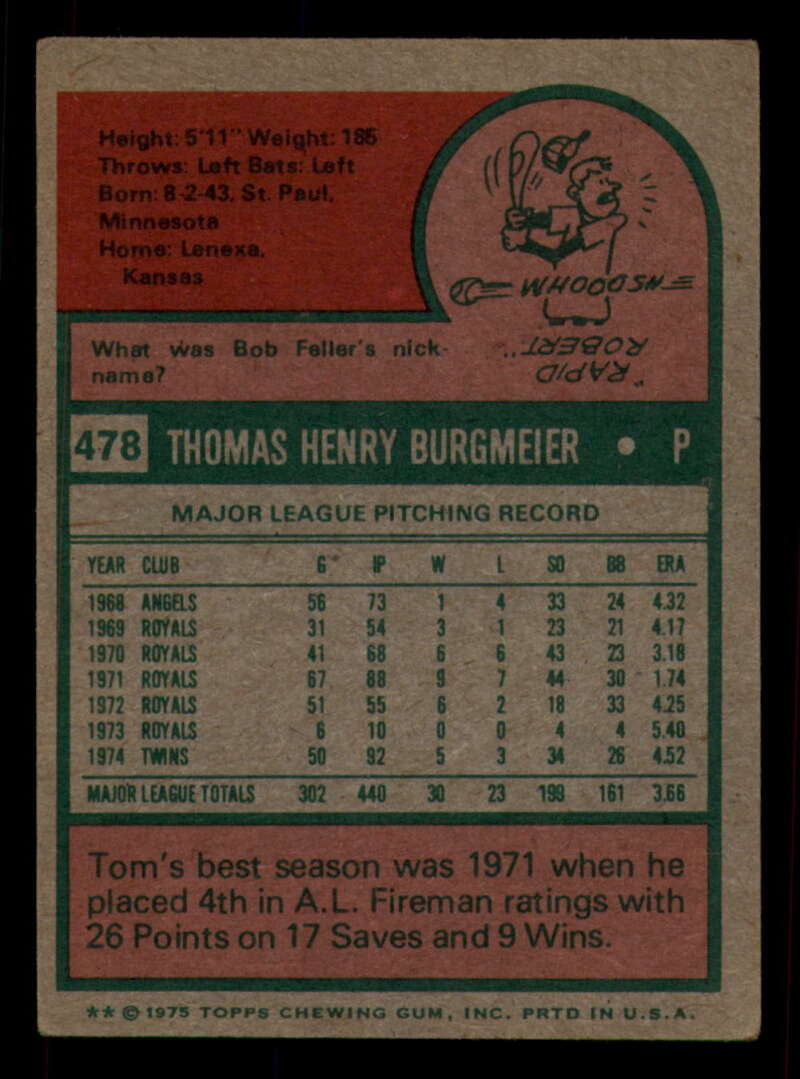 Height: 5'11" Weight: 185
Throws: Left Bats: Left
Born: 8-2-43, St. Paul,
Minnesota
Home: Lenexa,
Kansas
WHOOOSH
What was Bob Feller's nick-
name?
"RAPID
ROBERT".
478 THOMAS HENRY BURGMEIER • P
MAJOR LEAGUE PITCHING RECORD
YEAR CLUB G IP W L SO BB ERA
1968 ANGELS 56 73 1 4 33 24 4.32
1969 ROYALS 31 54 3 1 23 21 4.17
1970 ROYALS 41 68 6 6 43 23 3.18
1971 ROYALS 67 88 9 7 44 30 1.74
1972 ROYALS 51 55 6 2 18 33 4.25
1973 ROYALS 6 10 0 0 4 4 5.40
1974 TWINS 50 92 5 3 34 26 4.52
MAJOR LEAGUE TOTALS 302 440 30 23 199 161 3.66
Tom's best season was 1971 when he
placed 4th in A.L. Fireman ratings with
26 Points on 17 Saves and 9 Wins.
** © 1975 TOPPS CHEWING GUM, INC. PRTD IN U.S.A.